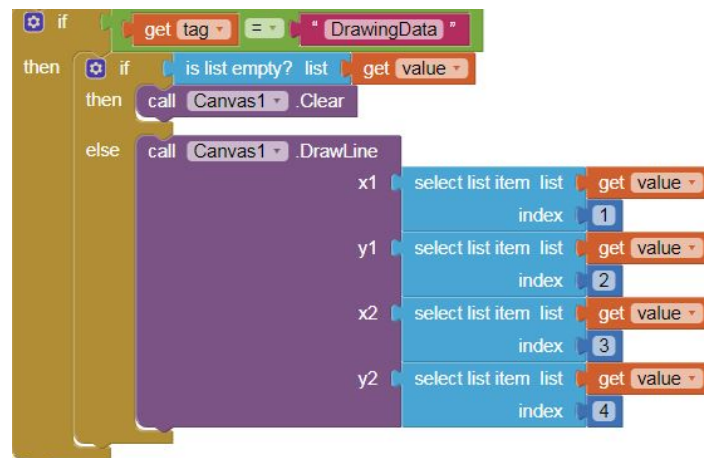 if get tag = " DrawingData "
then if is list empty? list get value
then call Canvas1 .Clear
else call Canvas1 .DrawLine
x1 select list item list get value
index 1
y1 select list item list get value
index 2
x2 select list item list get value
index 3
y2 select list item list get value
index 4